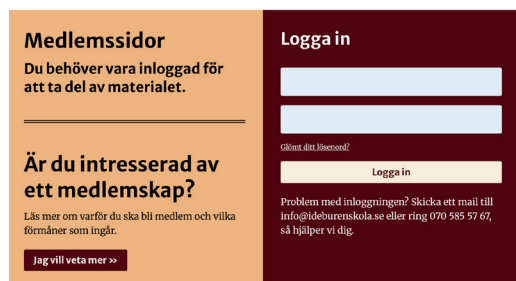 Medlemssidor
Du behöver vara inloggad för
att ta del av materialet.
Är du intresserad av
ett medlemskap?
Läs mer om varför du ska bli medlem och vilka
förmåner som ingår.
Jag vill veta mer »
Logga in
Glömt ditt lösenord?
Logga in
Problem med inloggningen? Skicka ett mail till
info@ideburenskola.se eller ring 070 585 57 67,
så hjälper vi dig.